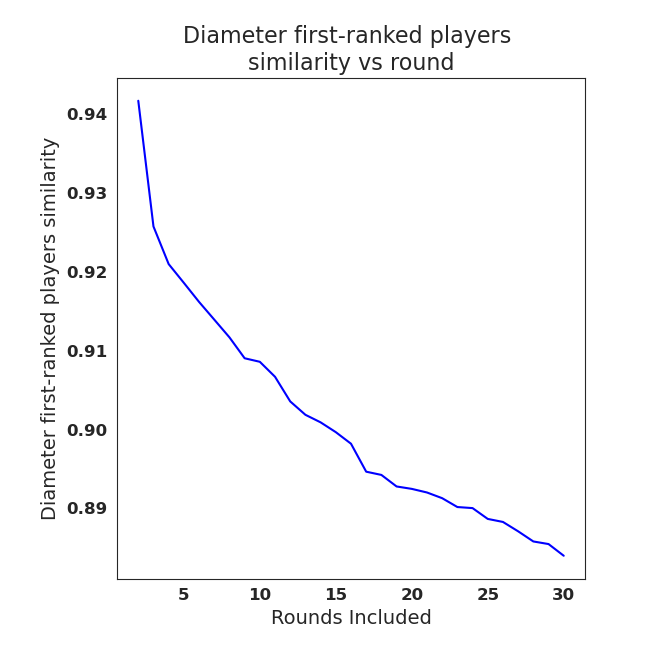 Diameter first-ranked players
similarity vs round
Diameter first-ranked players similarity
0.94
0.93
0.92
0.91
0.90
0.89
5 10 15 20 25 30
Rounds Included